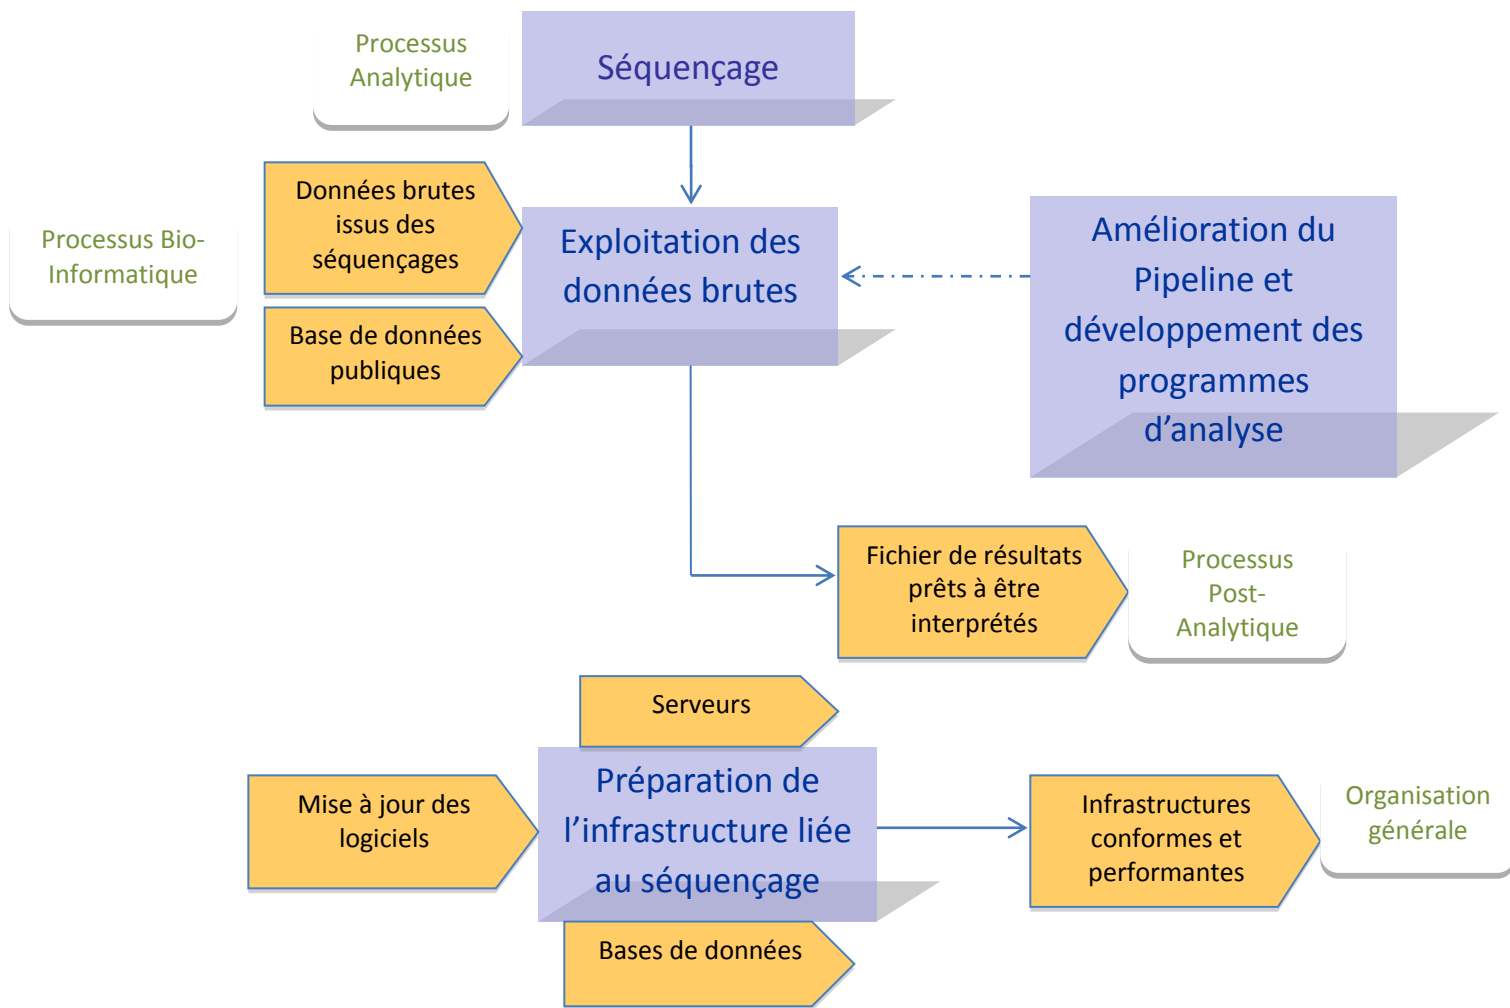 Processus
Analytique
Séquençage
Données brutes
issus des
séquençages
Processus Bio-
Informatique
Exploitation des
données brutes
Amélioration du
Pipeline et
développement des
programmes
d’analyse
Base de données
publiques
Fichier de résultats
prêts à être
interprétés
Processus
Post-
Analytique
Serveurs
Mise à jour des
logiciels
Préparation de
l’infrastructure liée
au séquençage
Infrastructures
conformes et
performantes
Organisation
générale
Bases de données